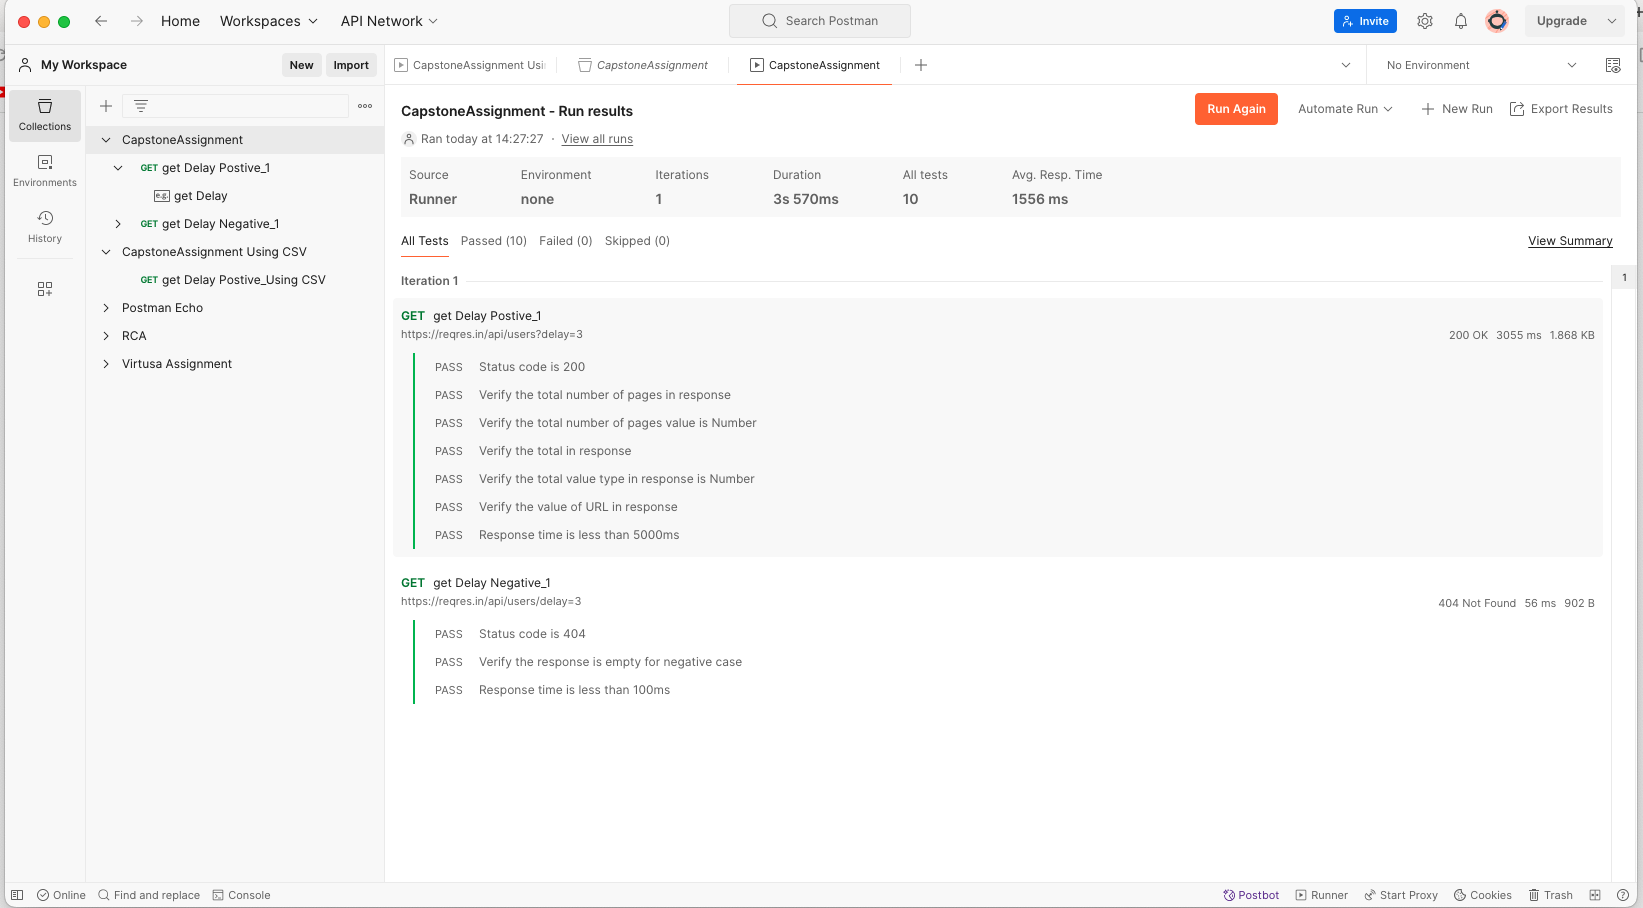 Home Workspaces API Network Search Postman Invite Upgrade
My Workspace New Import CapstoneAssignment Usi CapstoneAssignment CapstoneAssignment No Environment
Collections
Environments
History
CapstoneAssignment
GET get Delay Postive_1
e.g. get Delay
GET get Delay Negative_1
CapstoneAssignment Using CSV
GET get Delay Postive_Using CSV
Postman Echo
RCA
Virtusa Assignment
CapstoneAssignment - Run results Run Again Automate Run New Run Export Results
Ran today at 14:27:27 · View all runs
Source Environment Iterations Duration All tests Avg. Resp. Time
Runner none 1 3s 570ms 10 1556 ms
All Tests Passed (10) Failed (0) Skipped (0) View Summary
Iteration 1 1
GET get Delay Postive_1
https://reqres.in/api/users?delay=3 200 OK 3055 ms 1.868 KB
PASS Status code is 200
PASS Verify the total number of pages in response
PASS Verify the total number of pages value is Number
PASS Verify the total in response
PASS Verify the total value type in response is Number
PASS Verify the value of URL in response
PASS Response time is less than 5000ms
GET get Delay Negative_1
https://reqres.in/api/users/delay=3 404 Not Found 56 ms 902 B
PASS Status code is 404
PASS Verify the response is empty for negative case
PASS Response time is less than 100ms
Online Find and replace Console Postbot Runner Start Proxy Cookies Trash